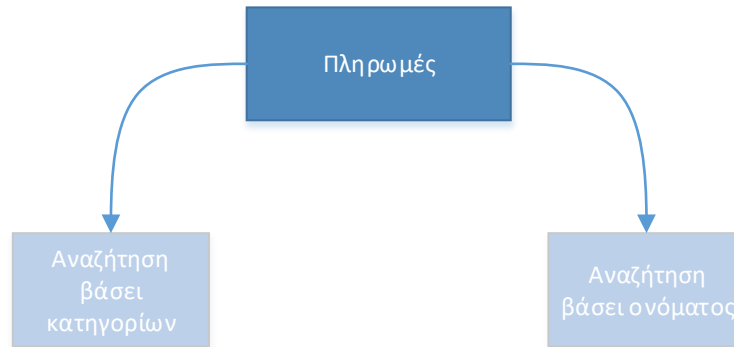 Πληρωμές
Αναζήτηση
βάσει
κατηγορίων
Αναζήτηση
βάσει ονόματος